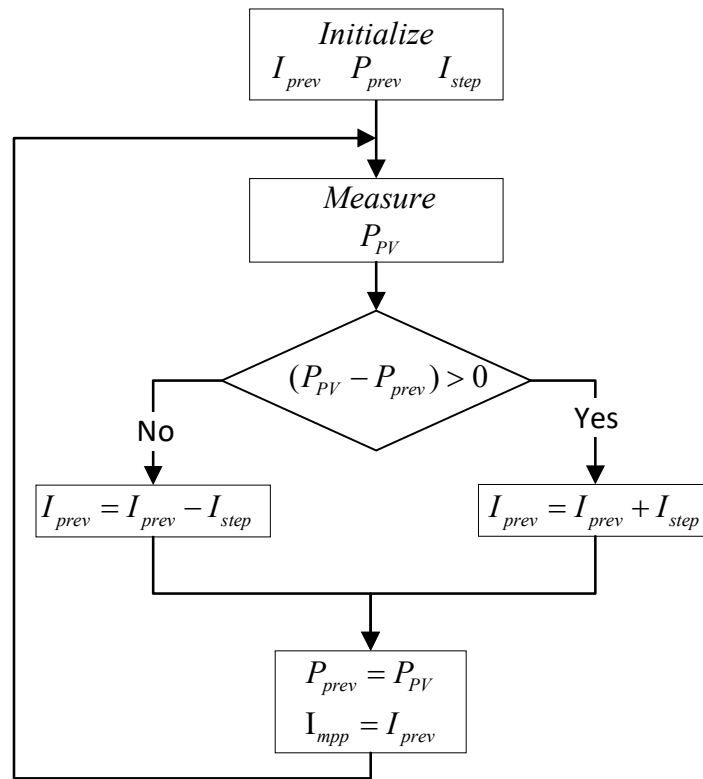 Initialize
I_prev P_prev I_step
Measure
P_PV
(P_PV − P_prev) > 0
No
Yes
I_prev = I_prev − I_step
I_prev = I_prev + I_step
P_prev = P_PV
I_mpp = I_prev